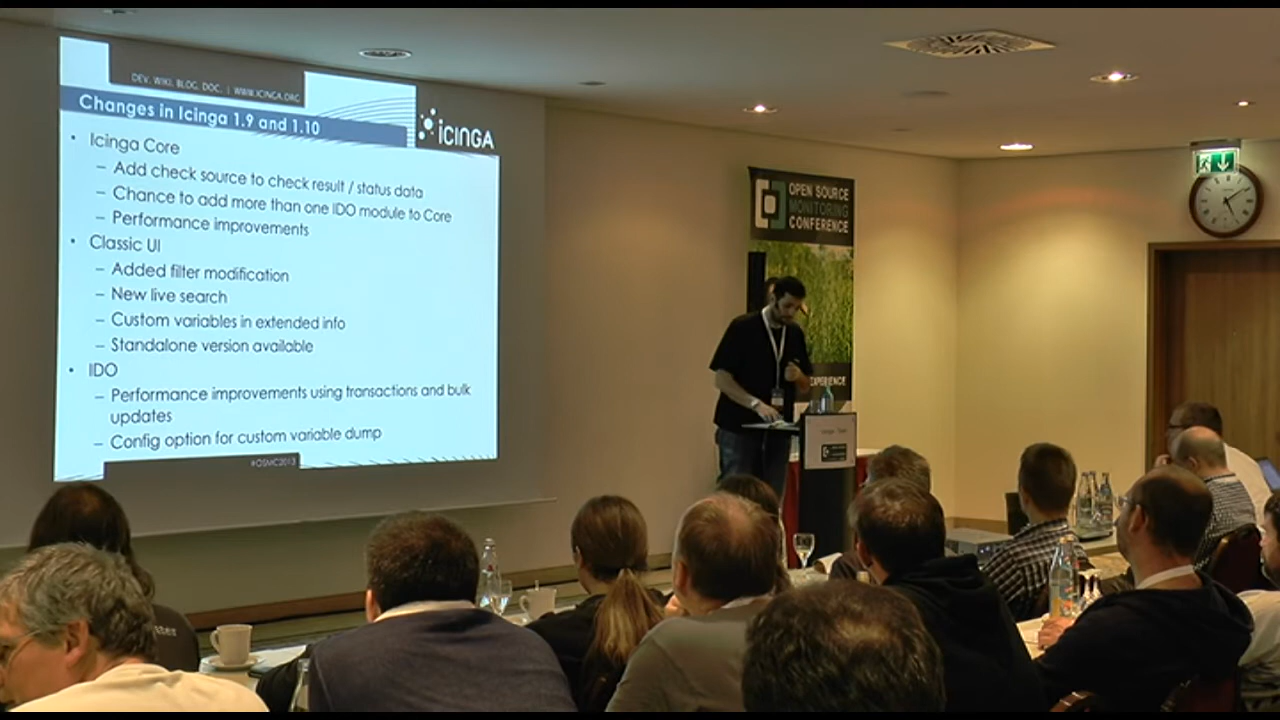 DEV. WIKI. BLOG. DOC. | WWW.ICINGA.ORG
Changes in Icinga 1.9 and 1.10
ICINGA
• Icinga Core
– Add check source to check result / status data
– Chance to add more than one IDO module to Core
– Performance improvements
• Classic UI
– Added filter modification
– New live search
– Custom variables in extended info
– Standalone version available
• IDO
– Performance improvements using transactions and bulk
updates
– Config option for custom variable dump
#OSMC2013
OPEN SOURCE
MONITORING
CONFERENCE